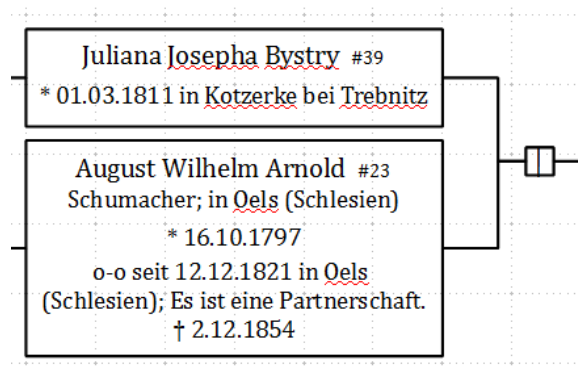 Juliana Josepha Bystry #39
* 01.03.1811 in Kotzerke bei Trebnitz
August Wilhelm Arnold #23
Schumacher; in Oels (Schlesien)
* 16.10.1797
o-o seit 12.12.1821 in Oels
(Schlesien); Es ist eine Partnerschaft.
† 2.12.1854